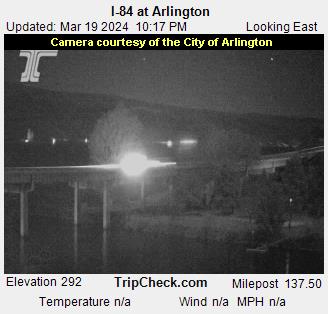 I-84 at Arlington
Updated: Mar 19 2024 10:17 PM Looking East
Camera courtesy of the City of Arlington
Elevation 292 TripCheck.com Milepost 137.50
Temperature n/a Wind n/a MPH n/a